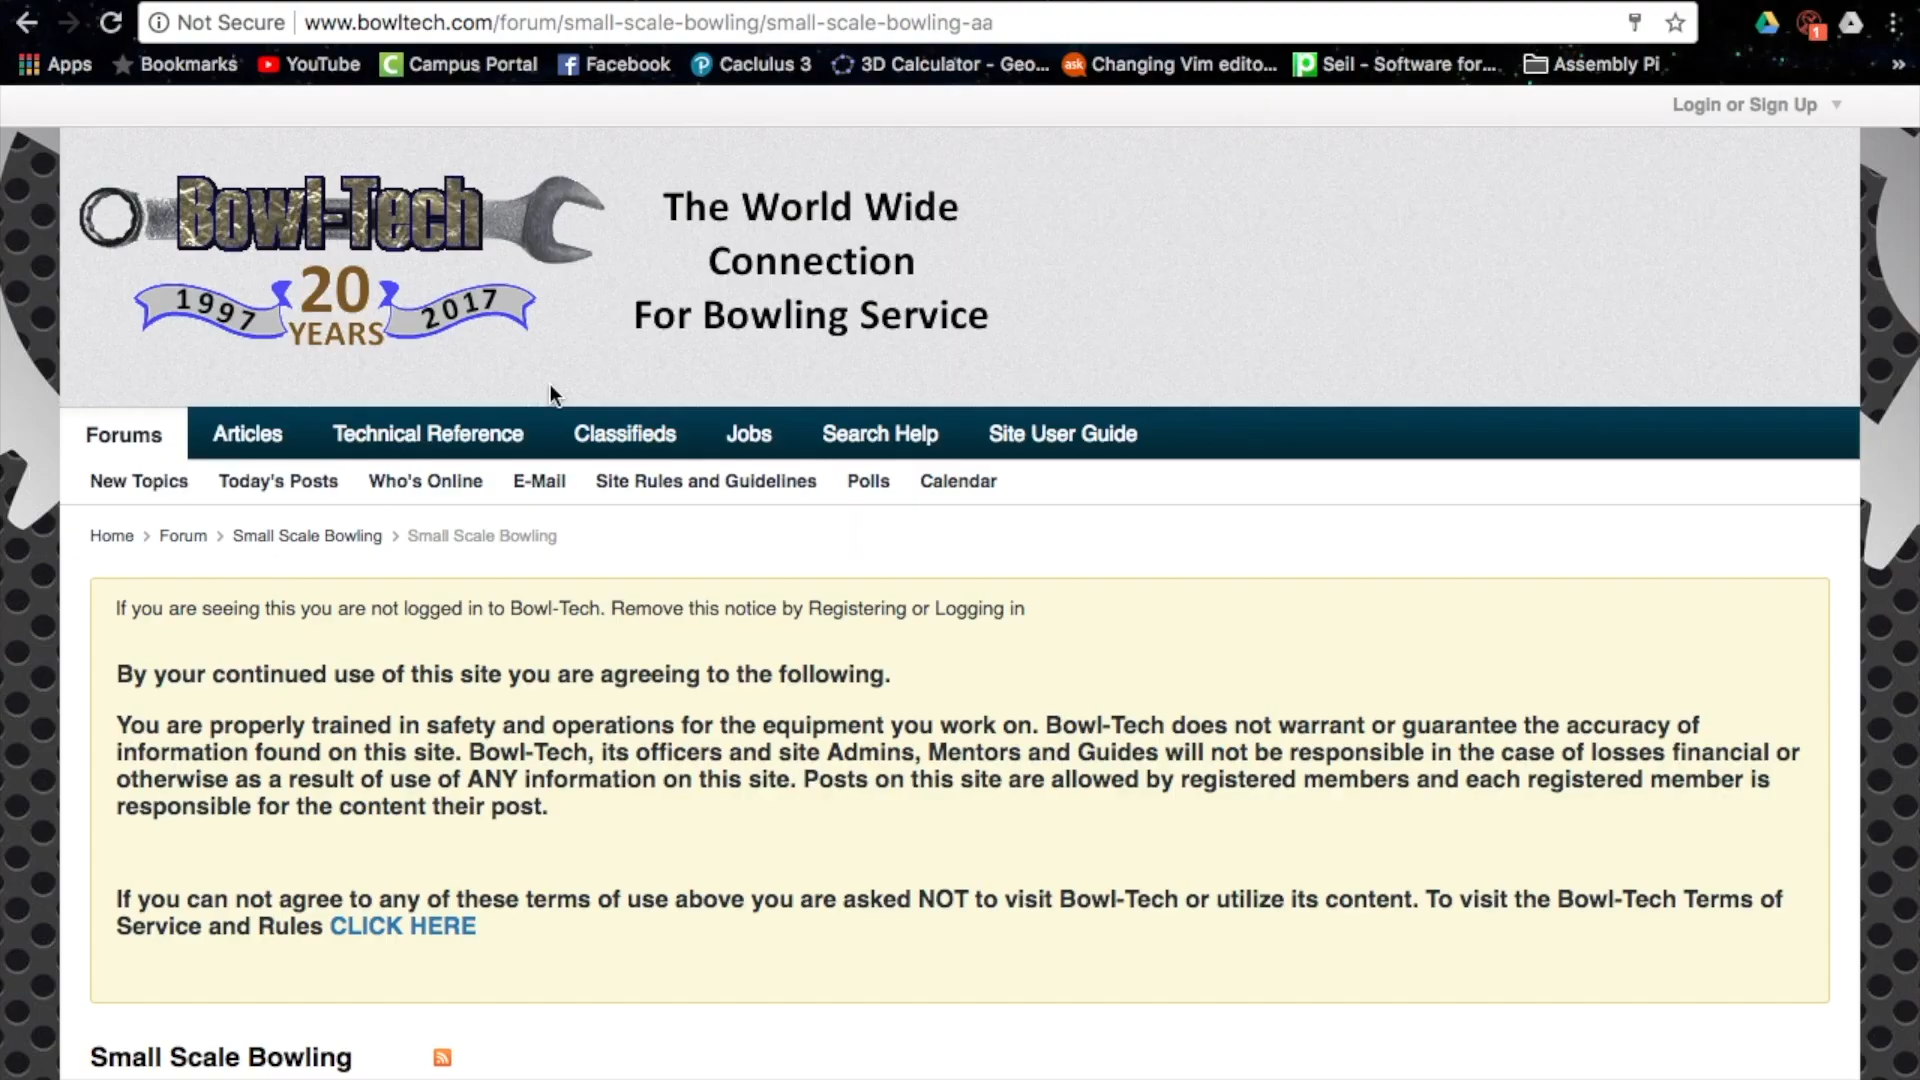 Not Secure www.bowltech.com/forum/small-scale-bowling/small-scale-bowling-aa
1
Apps Bookmarks YouTube Campus Portal Facebook Caclulus 3 3D Calculator - Geo... Changing Vim edito... Seil - Software for... Assembly Pi »
Login or Sign Up
Bowl-Tech
1997 20 YEARS 2017
The World Wide
Connection
For Bowling Service
Forums Articles Technical Reference Classifieds Jobs Search Help Site User Guide
New Topics Today's Posts Who's Online E-Mail Site Rules and Guidelines Polls Calendar
Home > Forum > Small Scale Bowling > Small Scale Bowling
If you are seeing this you are not logged in to Bowl-Tech. Remove this notice by Registering or Logging in
By your continued use of this site you are agreeing to the following.
You are properly trained in safety and operations for the equipment you work on. Bowl-Tech does not warrant or guarantee the accuracy of
information found on this site. Bowl-Tech, its officers and site Admins, Mentors and Guides will not be responsible in the case of losses financial or
otherwise as a result of use of ANY information on this site. Posts on this site are allowed by registered members and each registered member is
responsible for the content their post.
If you can not agree to any of these terms of use above you are asked NOT to visit Bowl-Tech or utilize its content. To visit the Bowl-Tech Terms of
Service and Rules CLICK HERE
Small Scale Bowling